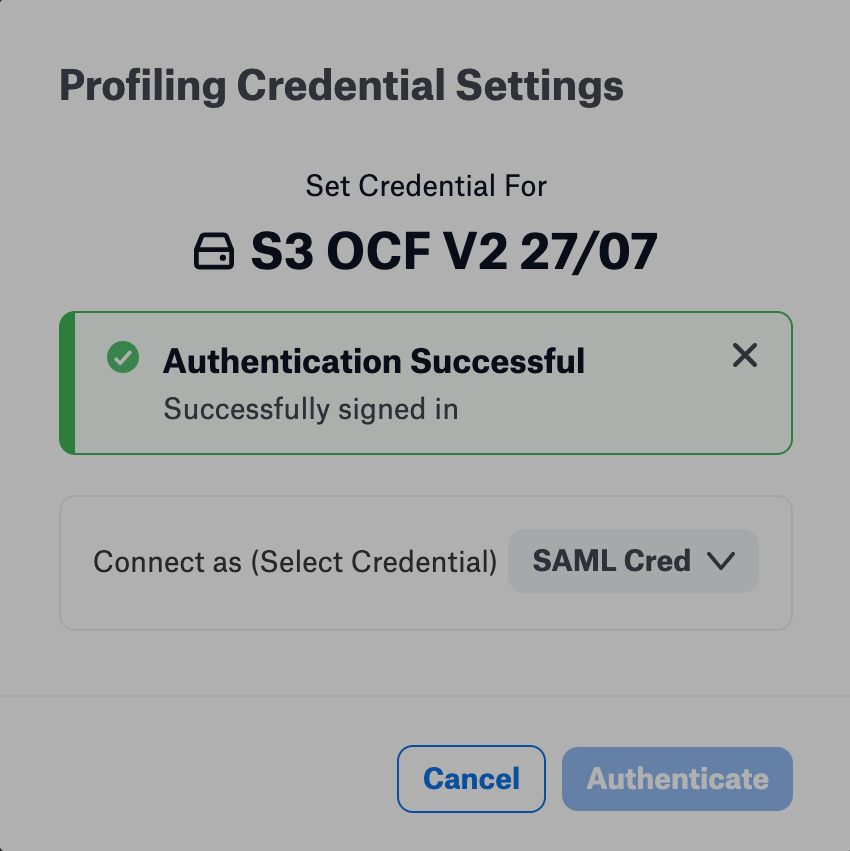 Profiling Credential Settings
Set Credential For
S3 OCF V2 27/07
Authentication Successful
Successfully signed in
Connect as (Select Credential) SAML Cred
Cancel Authenticate